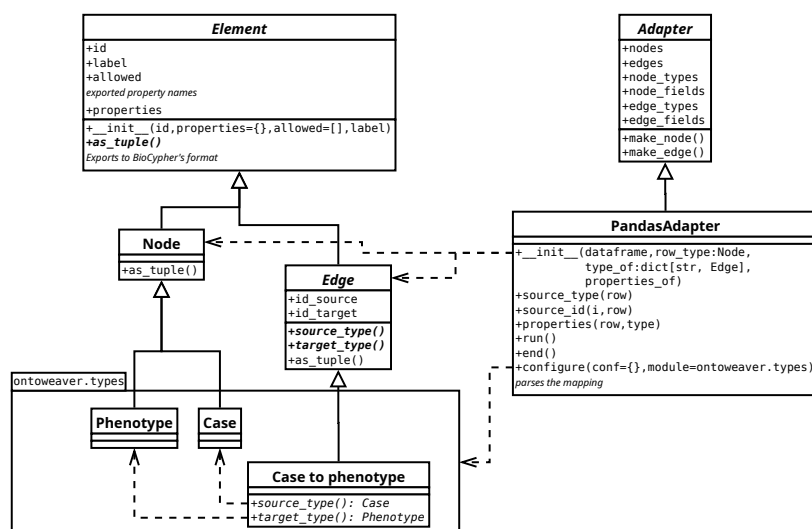 Element
+id
+label
+allowed
exported property names
+properties
+__init__(id,properties={},allowed=[],label)
+as_tuple()
Exports to BioCypher's format
Adapter
+nodes
+edges
+node_types
+node_fields
+edge_types
+edge_fields
+make_node()
+make_edge()
Node
+as_tuple()
Edge
+id_source
+id_target
+source_type()
+target_type()
+as_tuple()
PandasAdapter
+__init__(dataframe,row_type:Node,
type_of:dict[str, Edge],
properties_of)
+source_type(row)
+source_id(i,row)
+properties(row,type)
+run()
+end()
+configure(conf={},module=ontoweaver.types)
parses the mapping
ontoweaver.types
Phenotype
Case
Case to phenotype
+source_type(): Case
+target_type(): Phenotype